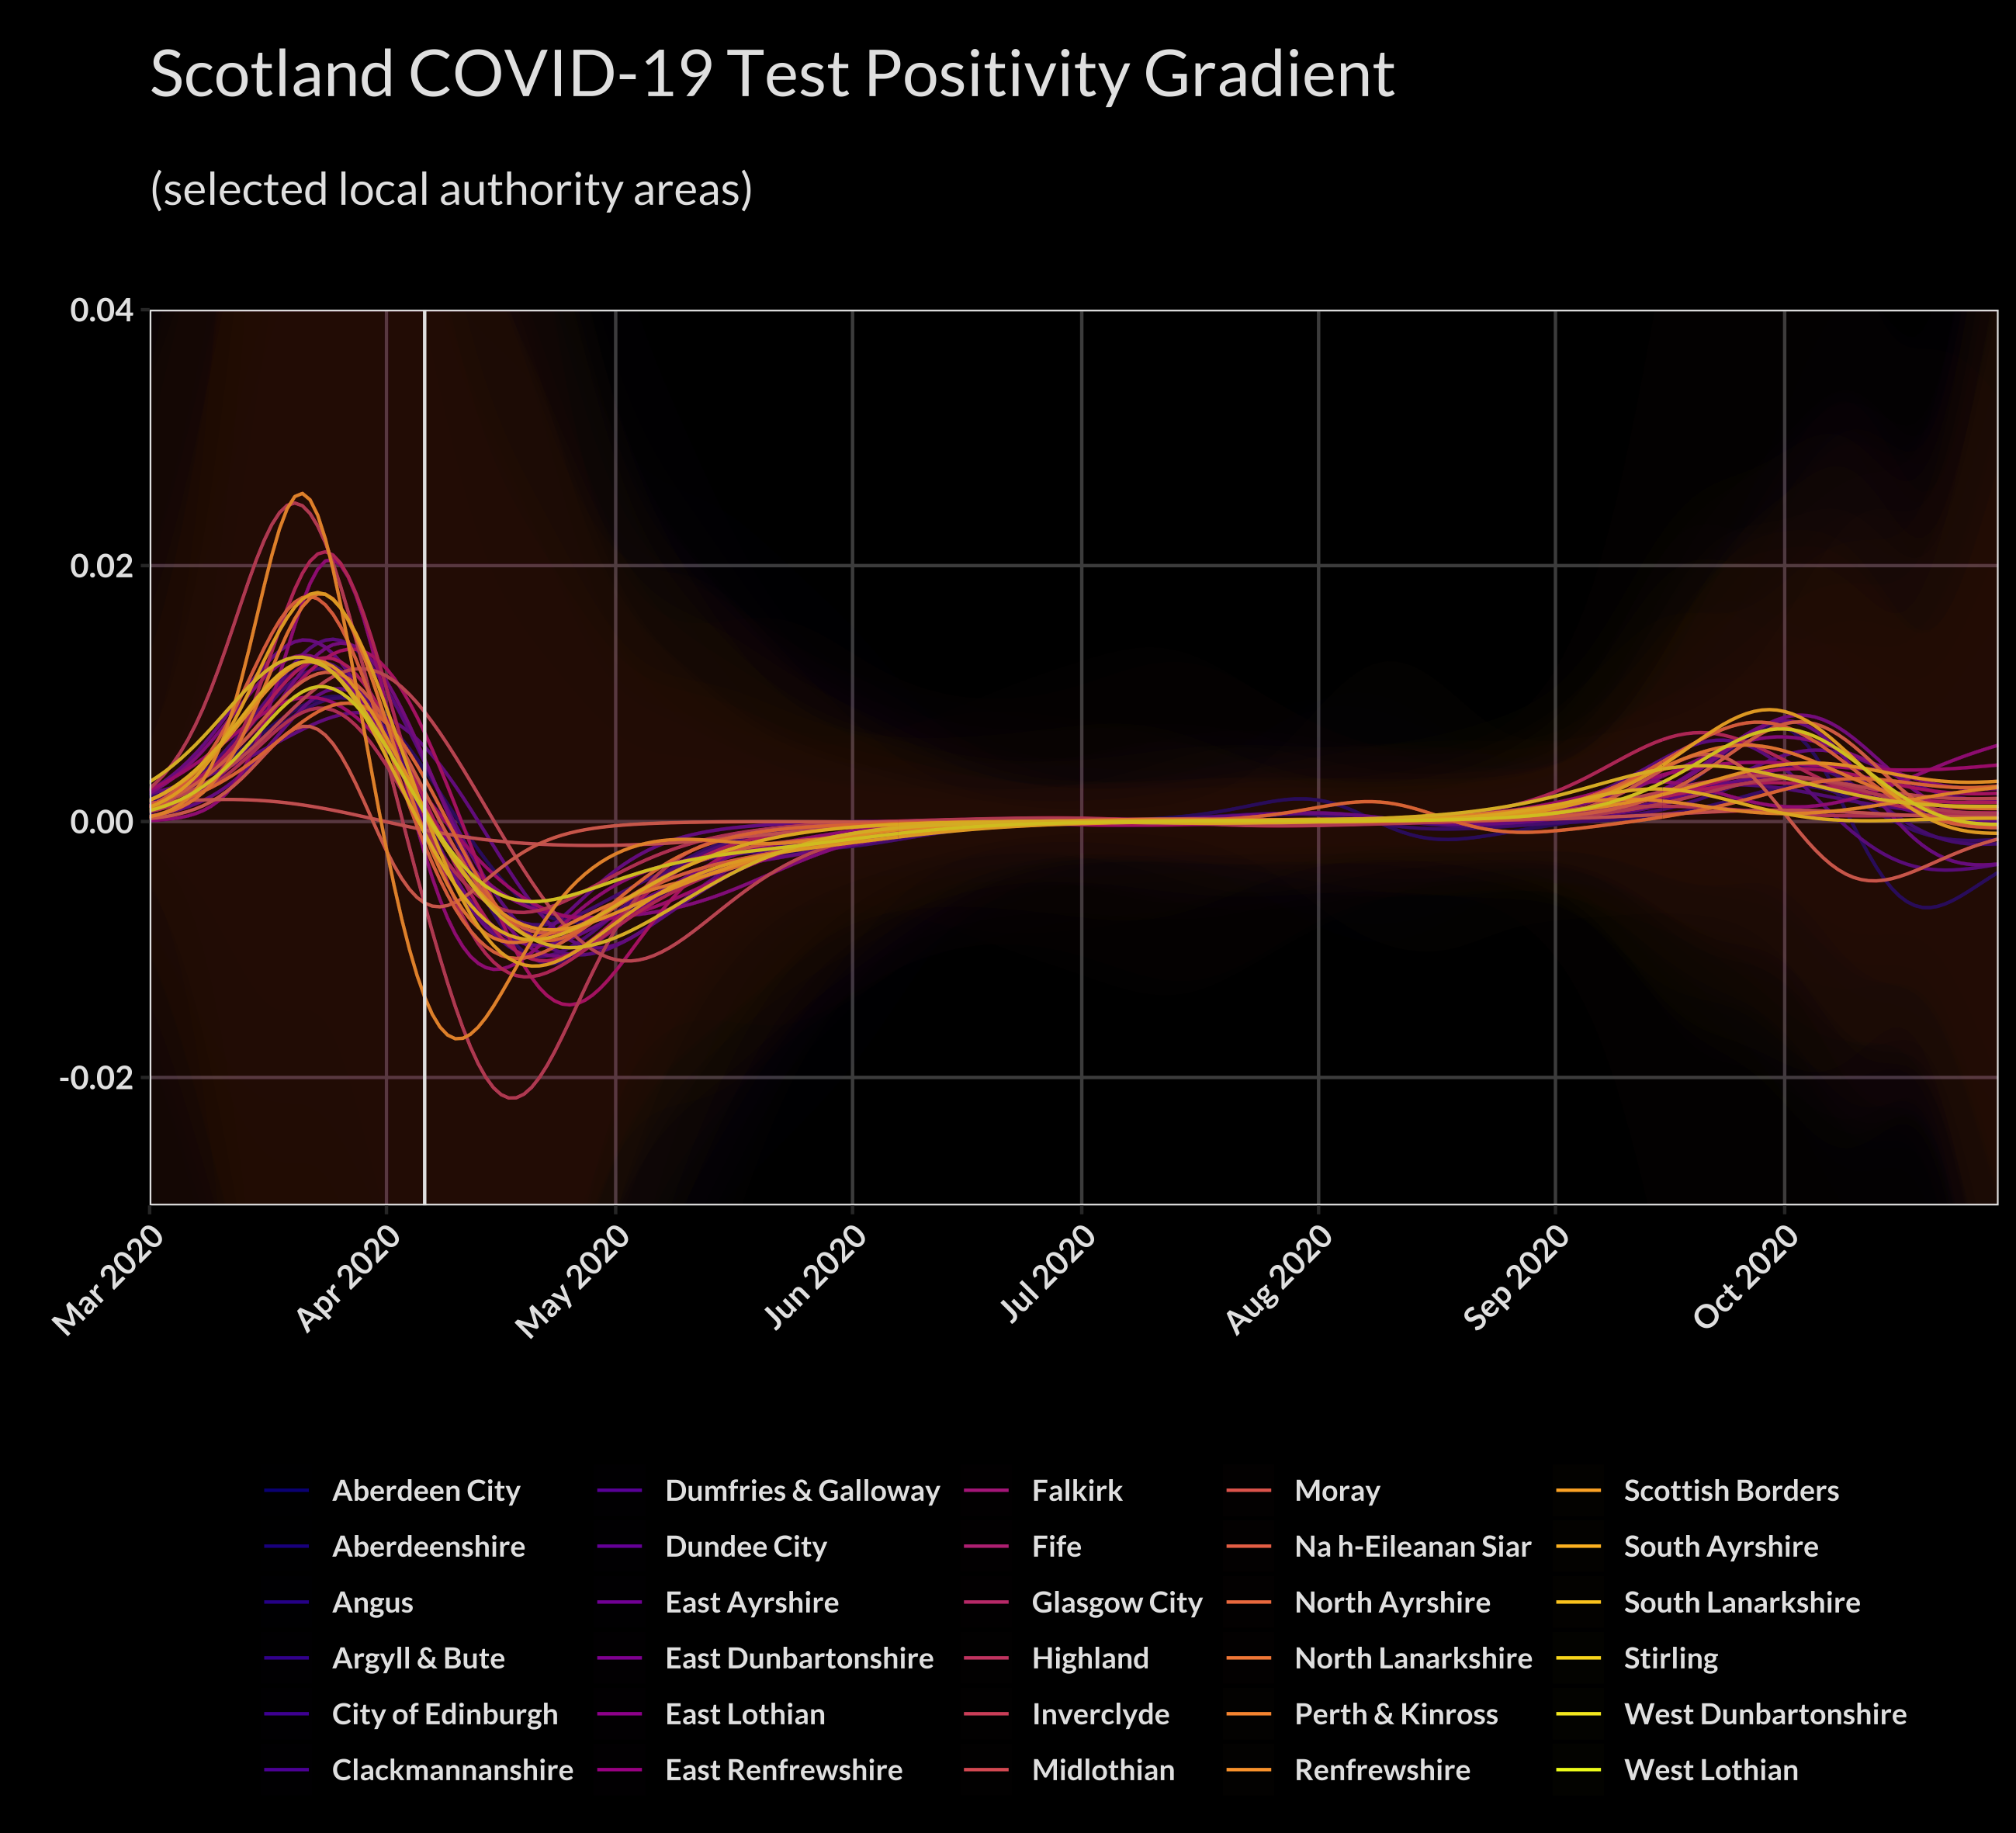 Scotland COVID-19 Test Positivity Gradient
(selected local authority areas)
0.04
0.02
0.00
-0.02
Mar 2020
Apr 2020
May 2020
Jun 2020
Jul 2020
Aug 2020
Sep 2020
Oct 2020
Aberdeen City
Aberdeenshire
Angus
Argyll & Bute
City of Edinburgh
Clackmannanshire
Dumfries & Galloway
Dundee City
East Ayrshire
East Dunbartonshire
East Lothian
East Renfrewshire
Falkirk
Fife
Glasgow City
Highland
Inverclyde
Midlothian
Moray
Na h-Eileanan Siar
North Ayrshire
North Lanarkshire
Perth & Kinross
Renfrewshire
Scottish Borders
South Ayrshire
South Lanarkshire
Stirling
West Dunbartonshire
West Lothian